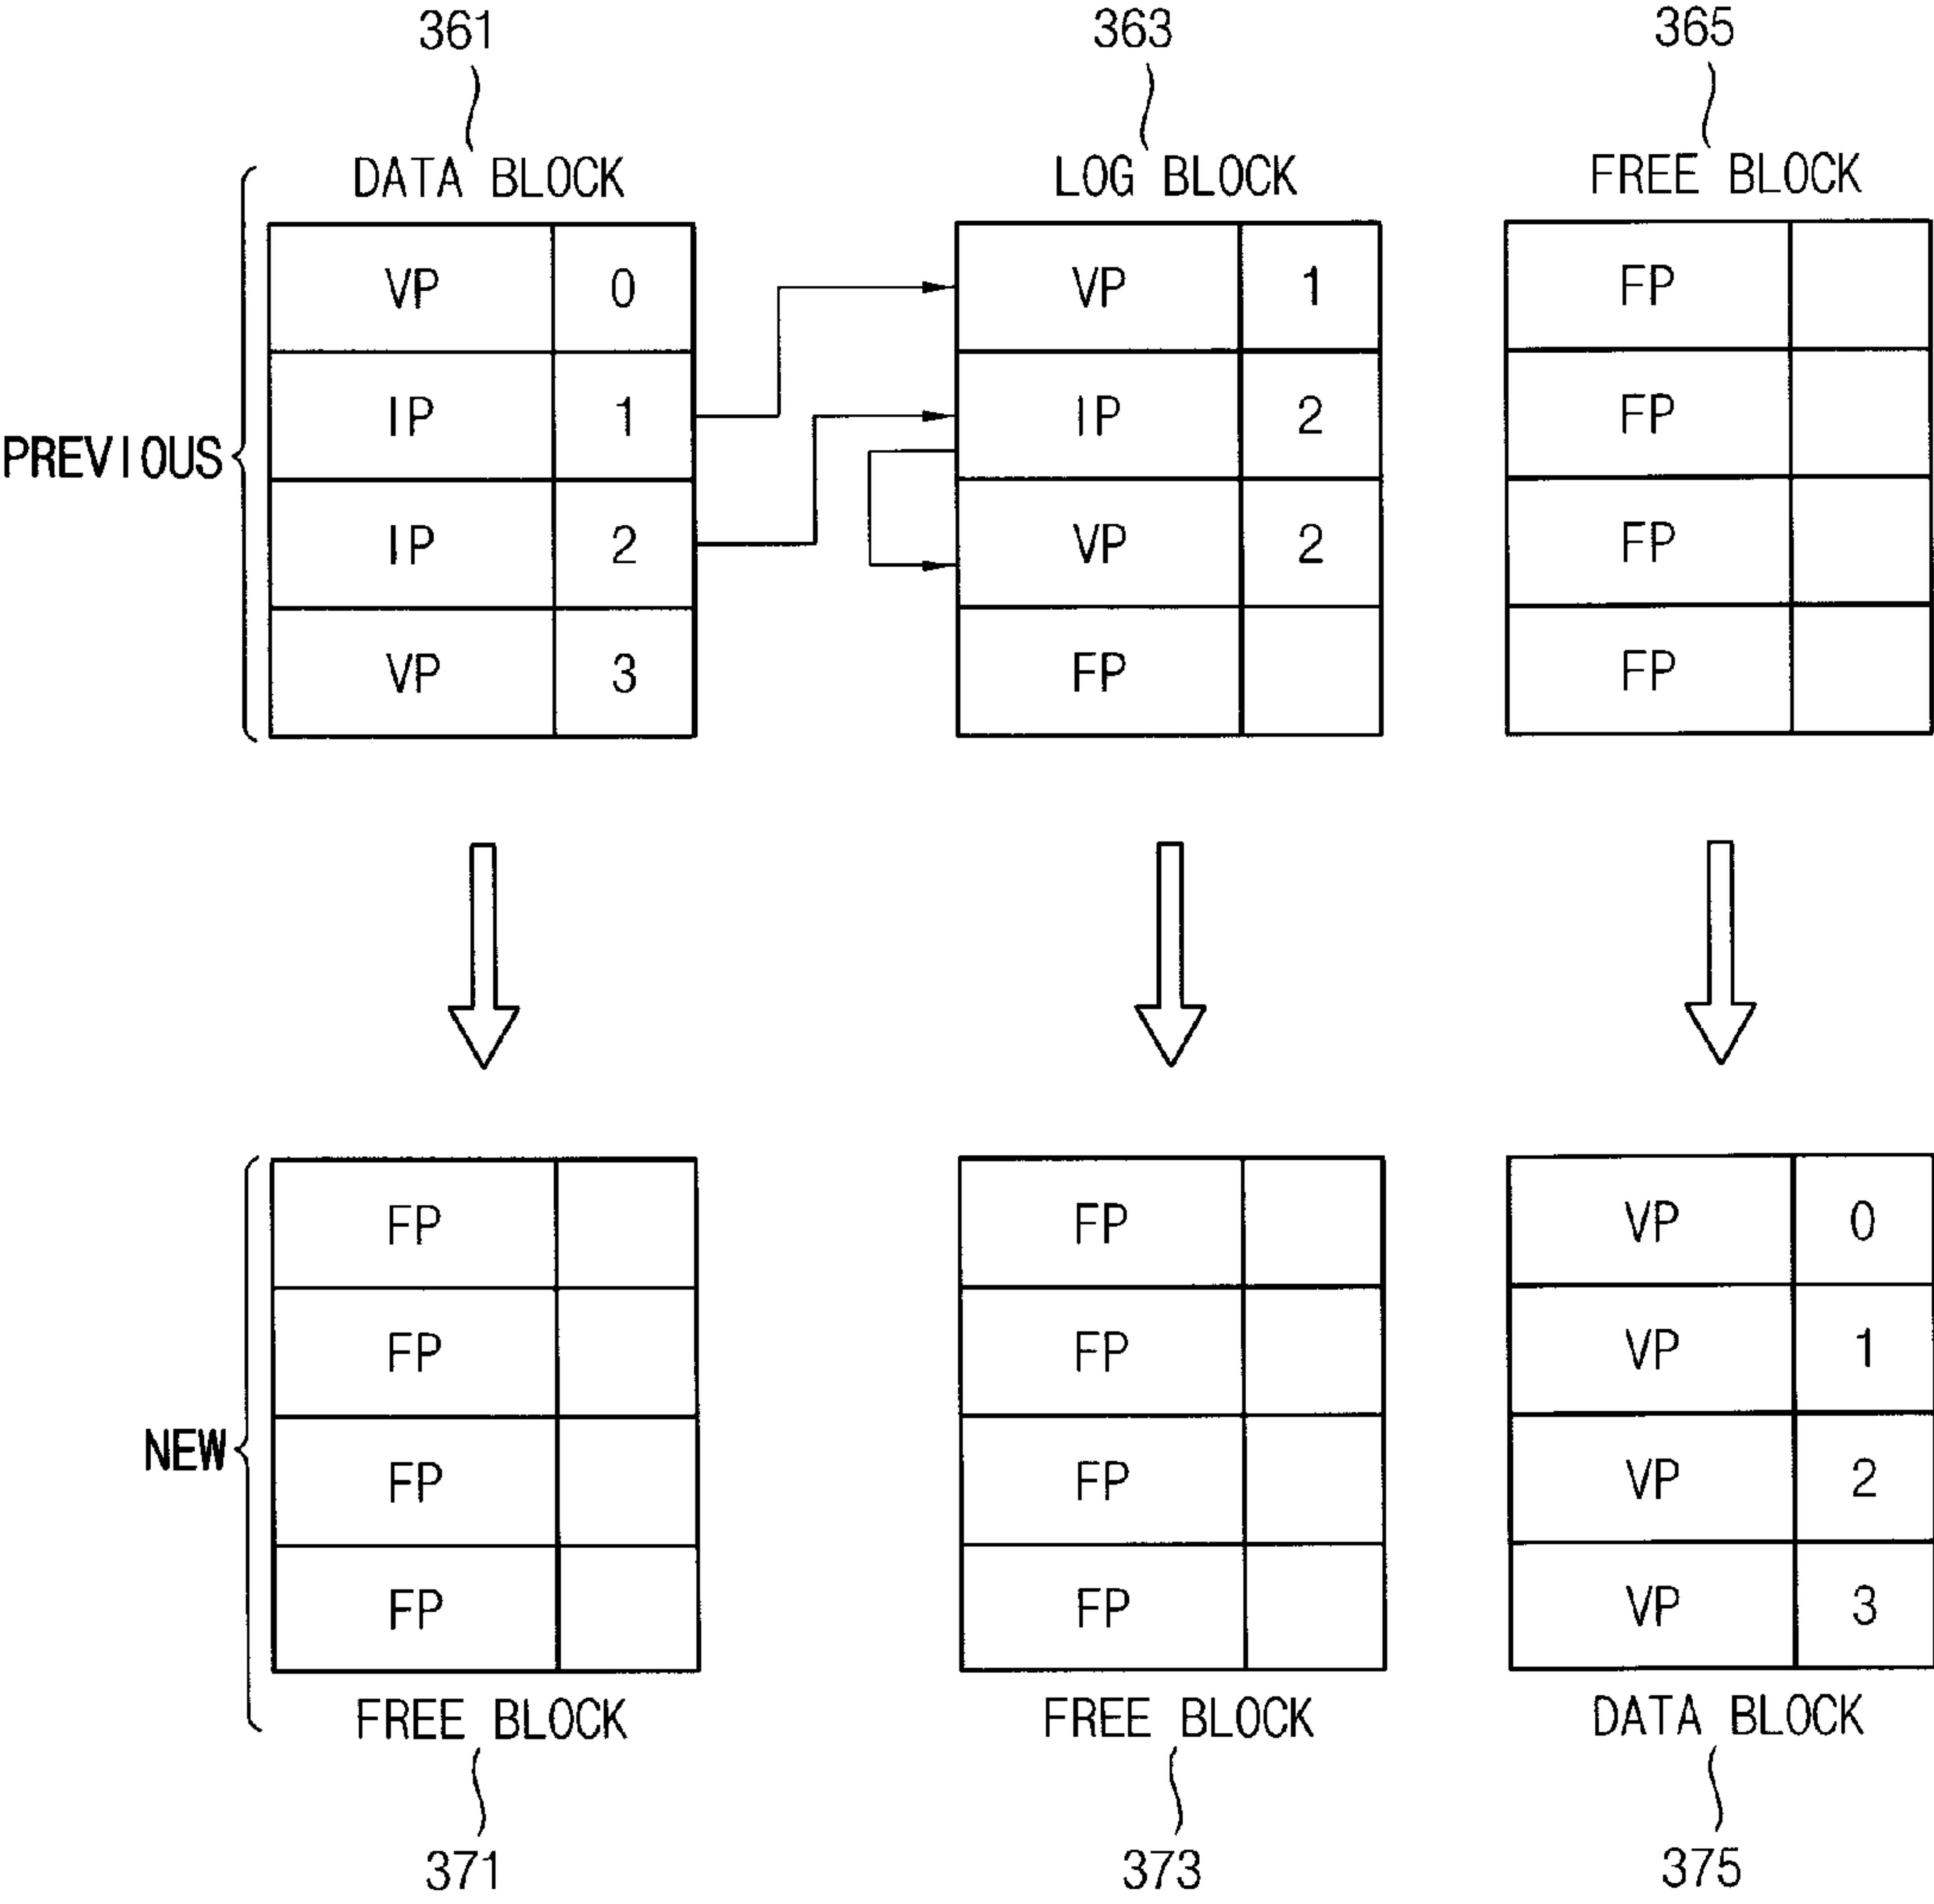 361 363 365
DATA BLOCK LOG BLOCK FREE BLOCK
VP 0 VP 1 FP
IP 1 IP 2 FP
PREVIOUS
IP 2 VP 2 FP
VP 3 FP FP
FP FP VP 0
FP FP VP 1
NEW
FP FP VP 2
FP FP VP 3
FREE BLOCK FREE BLOCK DATA BLOCK
371 373 375